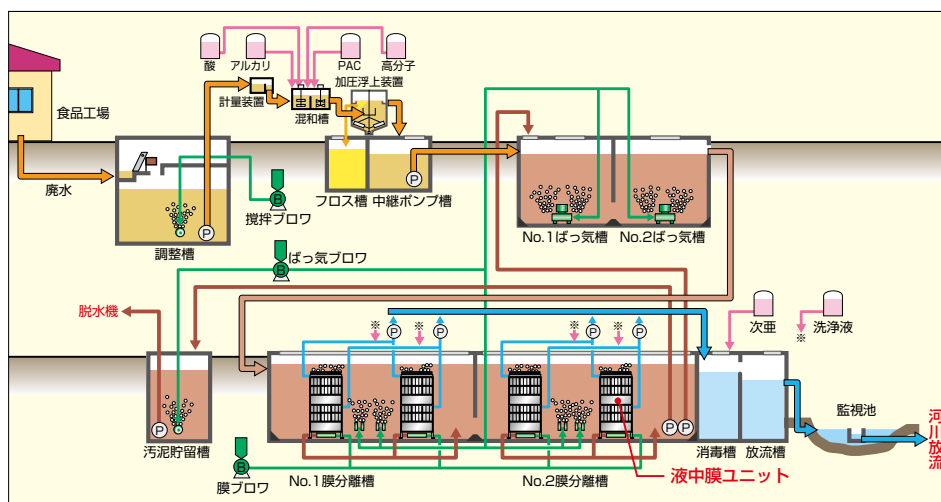 酸
アルカリ
PAC
高分子
計量装置
混和槽
加圧浮上装置
食品工場
廃水
P
調整槽
B
撹拌ブロワ
フロス槽
中継ポンプ槽
P
No.1ばっ気槽
No.2ばっ気槽
B
ばっ気ブロワ
脱水機
※
P
※
P
※
P
※
P
次亜
洗浄液
※
P
汚泥貯留槽
B
膜ブロワ
No.1膜分離槽
No.2膜分離槽
P
P
液中膜ユニット
消毒槽
放流槽
監視池
河川放流